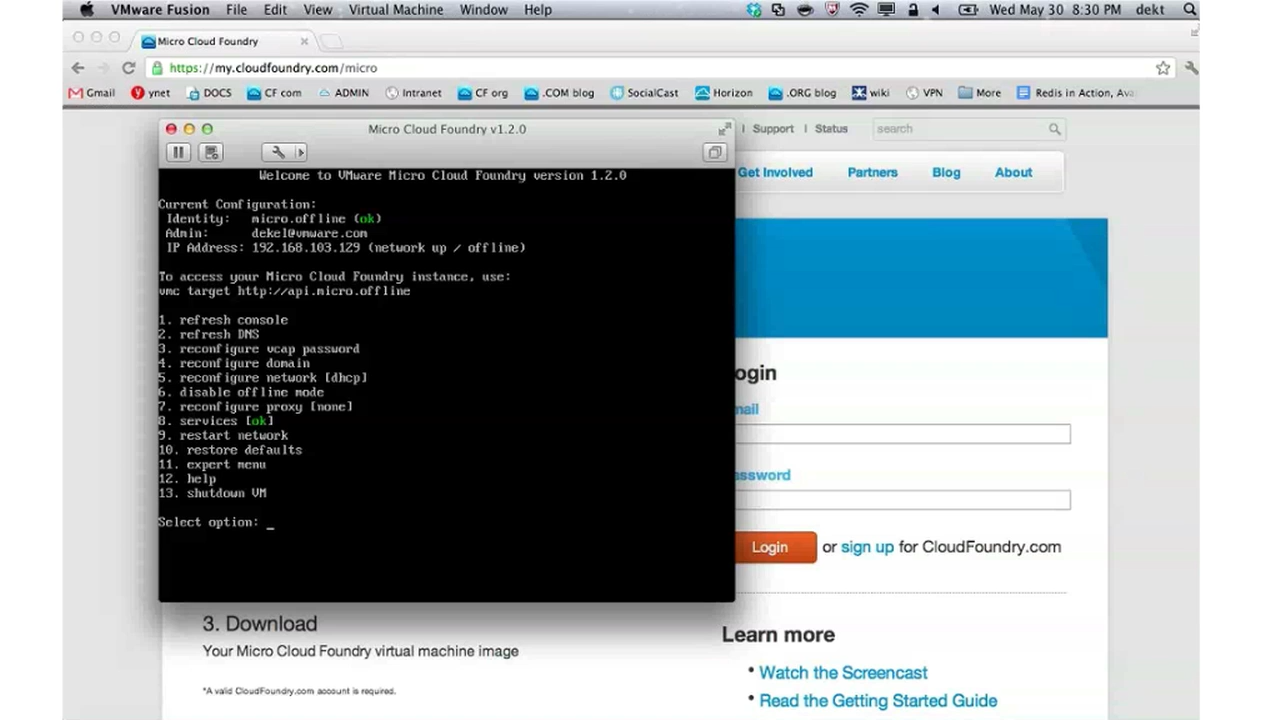 VMware Fusion File Edit View Virtual Machine Window Help Wed May 30 8:30 PM dekt
Micro Cloud Foundry
https://my.cloudfoundry.com/micro
Gmail ynet DOCS CF com ADMIN Intranet CF org .COM blog SocialCast Horizon .ORG blog wiki VPN More Redis in Action, Ava
Micro Cloud Foundry v1.2.0
Support | Status search
Get Involved Partners Blog About
Welcome to VMware Micro Cloud Foundry version 1.2.0
Current Configuration:
Identity: micro.offline (ok)
Admin: dekel@vmware.com
IP Address: 192.168.103.129 (network up / offline)
To access your Micro Cloud Foundry instance, use:
vmc target http://api.micro.offline
1. refresh console
2. refresh DNS
3. reconfigure vcap password
4. reconfigure domain
5. reconfigure network [dhcp]
6. disable offline mode
7. reconfigure proxy [none]
8. services [ok]
9. restart network
10. restore defaults
11. expert menu
12. help
13. shutdown VM
Select option: _
ogin
mail
assword
Login or sign up for CloudFoundry.com
3. Download
Your Micro Cloud Foundry virtual machine image
*A valid CloudFoundry.com account is required.
Learn more
• Watch the Screencast
• Read the Getting Started Guide